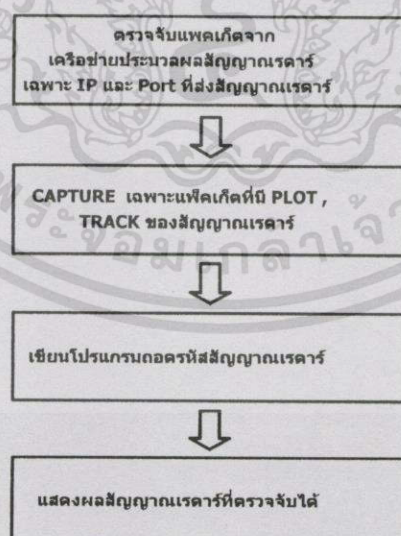 ตรวจจับแพคเก็ตจาก
เครือข่ายประมวลผลสัญญาณรดาร์
เฉพาะ IP และ Port ที่ส่งสัญญาณเรดาร์
CAPTURE เฉพาะแพ็คเก็ตที่มี PLOT ,
TRACK ของสัญญาณเรดาร์
เขียนโปรแกรมถอดรหัสสัญญาณเรดาร์
แสดงผลสัญญาณเรดาร์ที่ตรวจจับได้